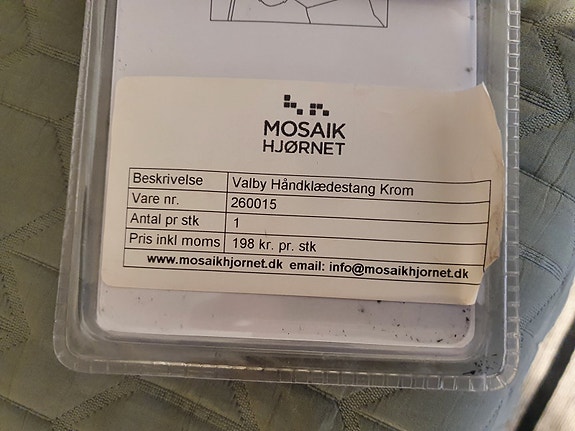 MOSAIK
HJØRNET
Beskrivelse Valby Håndklædestang Krom
Vare nr. 260015
Antal pr stk 1
Pris inkl moms 198 kr. pr. stk
www.mosaikhjornet.dk email: info@mosaikhjornet.dk